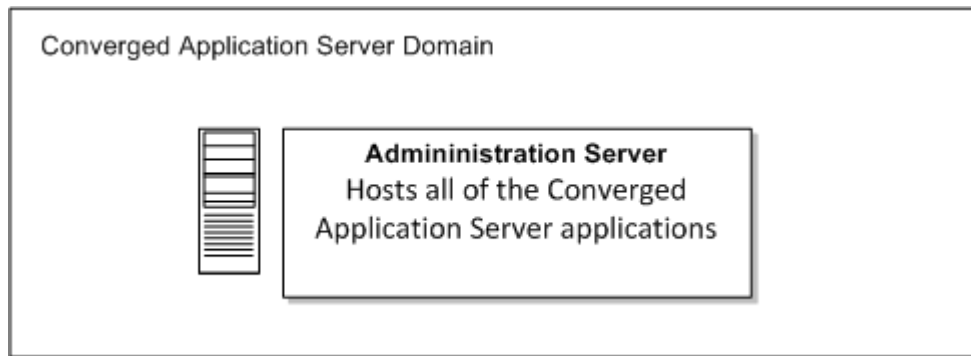 Converged Application Server Domain
Admininistration Server
Hosts all of the Converged
Application Server applications